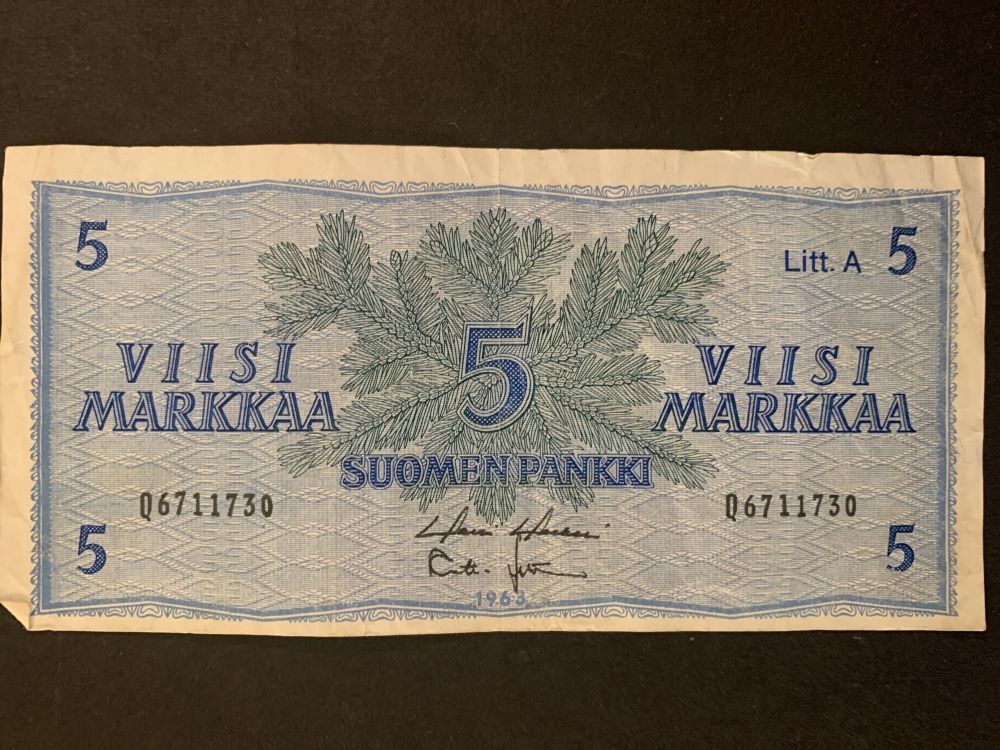 5
Litt. A 5
VIISI
MARKKAA
5
VIISI
MARKKAA
SUOMEN PANKKI
Q6711730
Q6711730
5
5
1963